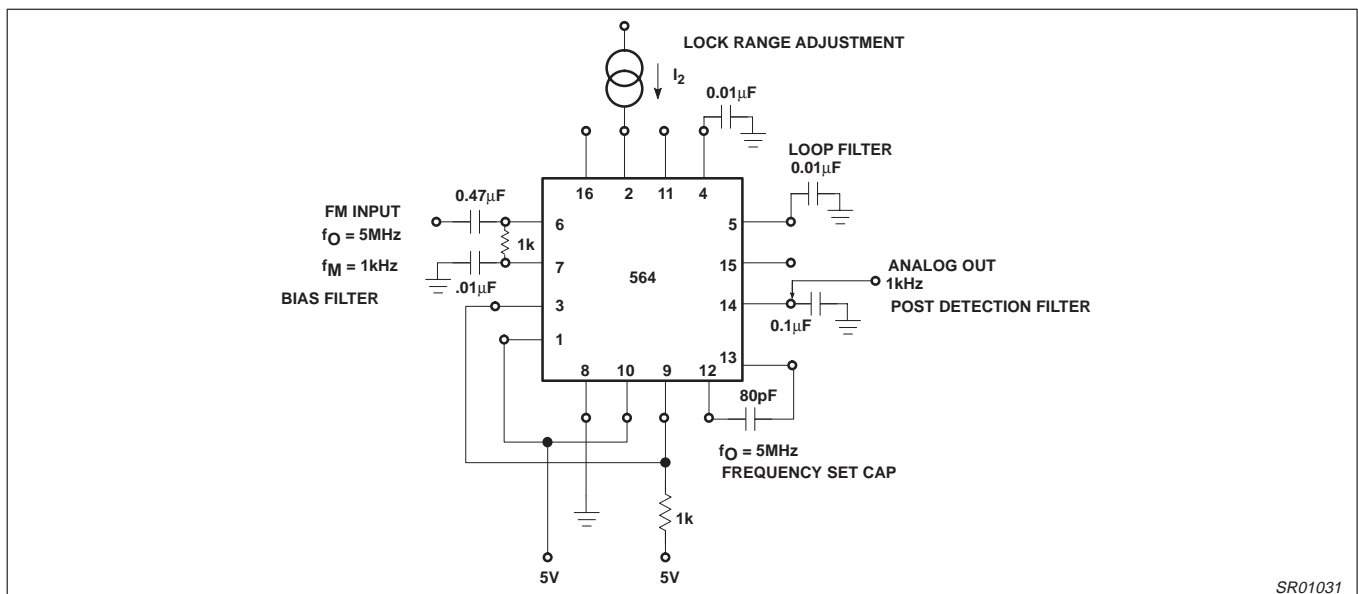 LOCK RANGE ADJUSTMENT
I2
0.01μF
LOOP FILTER
0.01μF
16 2 11 4
0.47μF
FM INPUT
fO = 5MHz
fM = 1kHz
BIAS FILTER
1k
.01μF
6
7
3
1
564
5
15
14
13
ANALOG OUT
1kHz
POST DETECTION FILTER
0.1μF
8 10 9 12
80pF
fO = 5MHz
FREQUENCY SET CAP
1k
5V 5V
SR01031